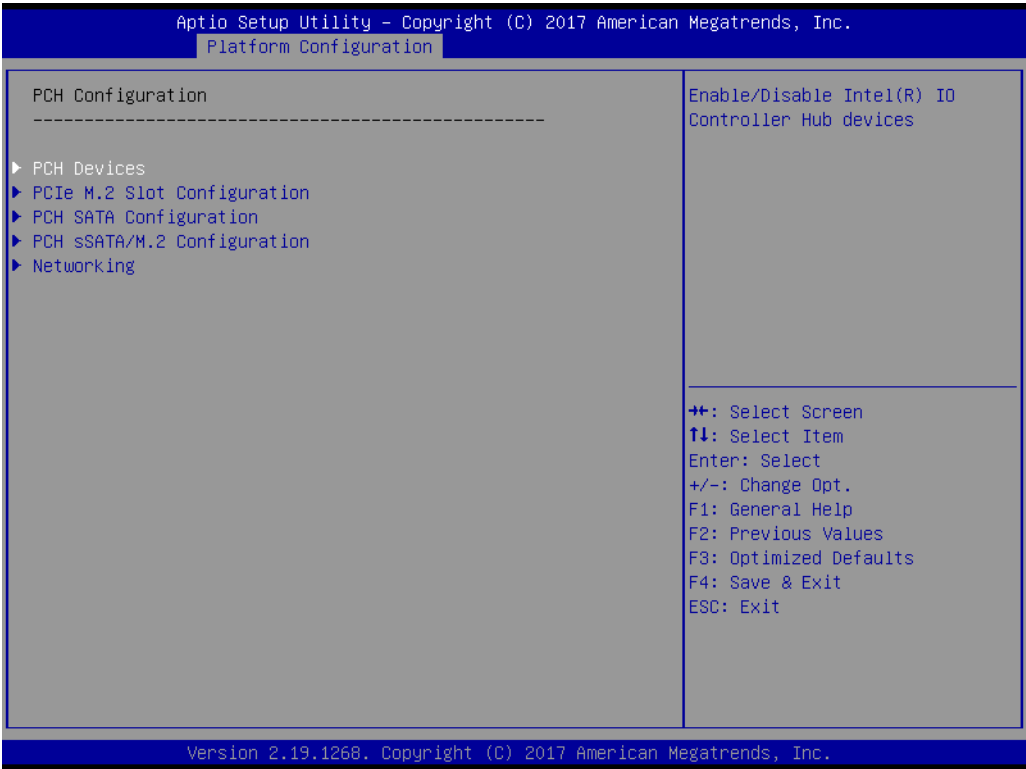 Aptio Setup Utility – Copyright (C) 2017 American Megatrends, Inc.
Platform Configuration
PCH Configuration
--------------------------------------------------
PCH Devices
PCIe M.2 Slot Configuration
PCH SATA Configuration
PCH sSATA/M.2 Configuration
Networking
Enable/Disable Intel(R) IO
Controller Hub devices
→←: Select Screen
↑↓: Select Item
Enter: Select
+/-: Change Opt.
F1: General Help
F2: Previous Values
F3: Optimized Defaults
F4: Save & Exit
ESC: Exit
Version 2.19.1268. Copyright (C) 2017 American Megatrends, Inc.